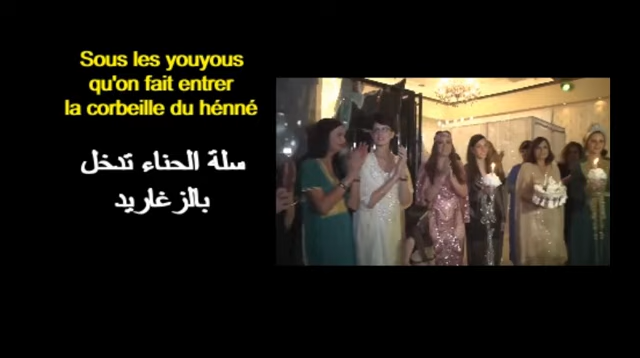 Sous les youyous
qu'on fait entrer
la corbeille du hénné
سلة الحناء تدخل
بالزغاريد